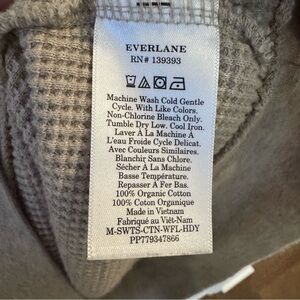 EVERLANE
RN# 139393
Machine Wash Cold Gentle
Cycle. With Like Colors.
Non-Chlorine Bleach Only.
Tumble Dry Low. Cool Iron.
Laver A La Machine À
L'eau Froide Cycle Delicat.
Avec Couleurs Similaires.
Blanchir Sans Chlore.
Sécher À La Machine
Basse Température.
Repasser À Fer Bas.
100% Organic Cotton
100% Coton Organique
Made in Vietnam
Fabriqué au Viêt-Nam
M-SWTS-CTN-WFL-HDY
PP779347866